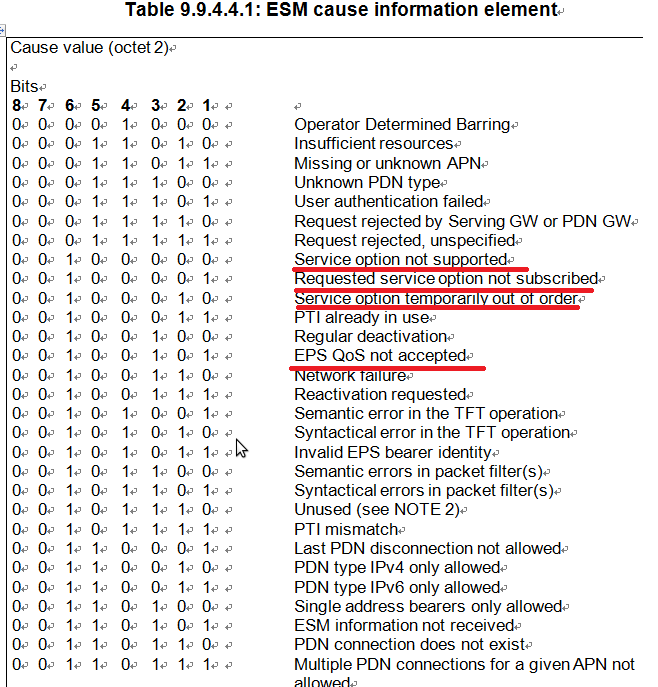 Table 9.9.4.4.1: ESM cause information element
Cause value (octet 2)
Bits
8 7 6 5 4 3 2 1
0 0 0 0 1 0 0 0 Operator Determined Barring
0 0 0 1 1 0 1 0 Insufficient resources
0 0 0 1 1 0 1 1 Missing or unknown APN
0 0 0 1 1 1 0 0 Unknown PDN type
0 0 0 1 1 1 0 1 User authentication failed
0 0 0 1 1 1 1 0 Request rejected by Serving GW or PDN GW
0 0 0 1 1 1 1 1 Request rejected, unspecified
0 0 1 0 0 0 0 0 Service option not supported
0 0 1 0 0 0 0 1 Requested service option not subscribed
0 0 1 0 0 0 1 0 Service option temporarily out of order
0 0 1 0 0 0 1 1 PTI already in use
0 0 1 0 0 1 0 0 Regular deactivation
0 0 1 0 0 1 0 1 EPS QoS not accepted
0 0 1 0 0 1 1 0 Network failure
0 0 1 0 0 1 1 1 Reactivation requested
0 0 1 0 1 0 0 1 Semantic error in the TFT operation
0 0 1 0 1 0 1 0 Syntactical error in the TFT operation
0 0 1 0 1 0 1 1 Invalid EPS bearer identity
0 0 1 0 1 1 0 0 Semantic errors in packet filter(s)
0 0 1 0 1 1 0 1 Syntactical errors in packet filter(s)
0 0 1 0 1 1 1 0 Unused (see NOTE 2)
0 0 1 0 1 1 1 1 PTI mismatch
0 0 1 1 0 0 0 1 Last PDN disconnection not allowed
0 0 1 1 0 0 1 0 PDN type IPv4 only allowed
0 0 1 1 0 0 1 1 PDN type IPv6 only allowed
0 0 1 1 0 1 0 0 Single address bearers only allowed
0 0 1 1 0 1 0 1 ESM information not received
0 0 1 1 0 1 1 0 PDN connection does not exist
0 0 1 1 0 1 1 1 Multiple PDN connections for a given APN not
allowed